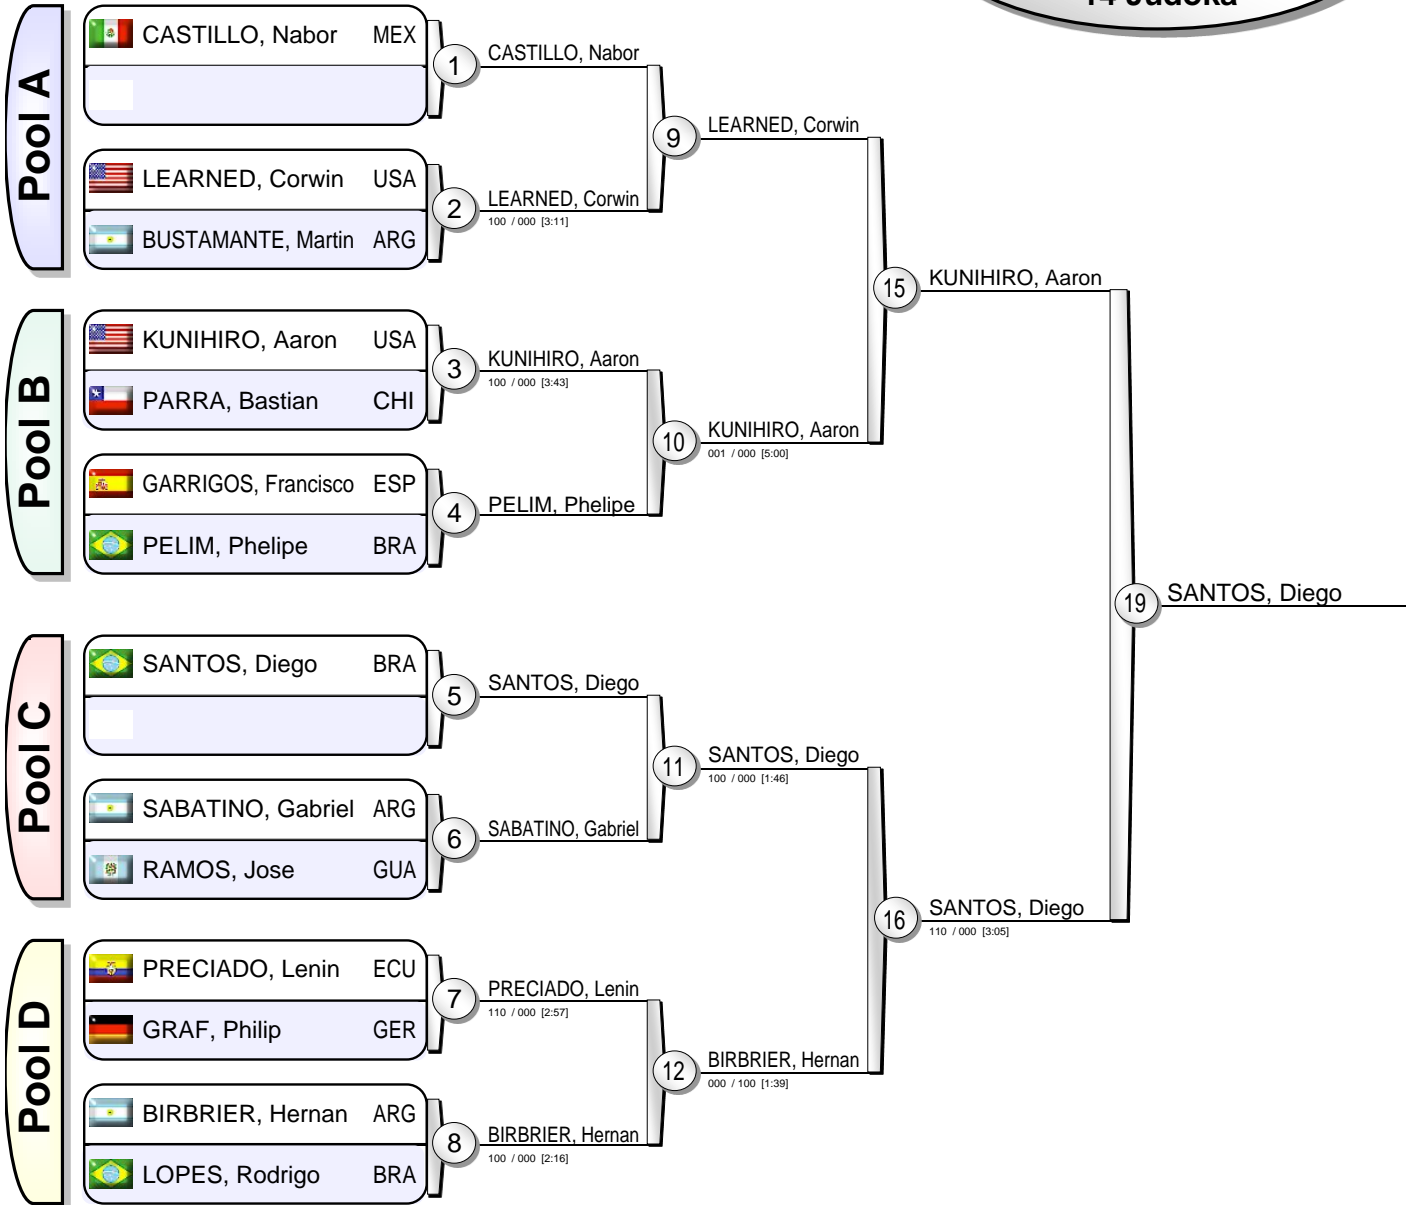 14 Judoka
Pool A
CASTILLO, Nabor MEX
LEARNED, Corwin USA
BUSTAMANTE, Martin ARG
1
CASTILLO, Nabor
2
LEARNED, Corwin
100 / 000 [3:11]
9
LEARNED, Corwin
Pool B
KUNIHIRO, Aaron USA
PARRA, Bastian CHI
GARRIGOS, Francisco ESP
PELIM, Phelipe BRA
3
KUNIHIRO, Aaron
100 / 000 [3:43]
4
PELIM, Phelipe
10
KUNIHIRO, Aaron
001 / 000 [5:00]
15
KUNIHIRO, Aaron
Pool C
SANTOS, Diego BRA
SABATINO, Gabriel ARG
RAMOS, Jose GUA
5
SANTOS, Diego
6
SABATINO, Gabriel
11
SANTOS, Diego
100 / 000 [1:46]
Pool D
PRECIADO, Lenin ECU
GRAF, Philip GER
BIRBRIER, Hernan ARG
LOPES, Rodrigo BRA
7
PRECIADO, Lenin
110 / 000 [2:57]
8
BIRBRIER, Hernan
100 / 000 [2:16]
12
BIRBRIER, Hernan
000 / 100 [1:39]
16
SANTOS, Diego
110 / 000 [3:05]
19
SANTOS, Diego